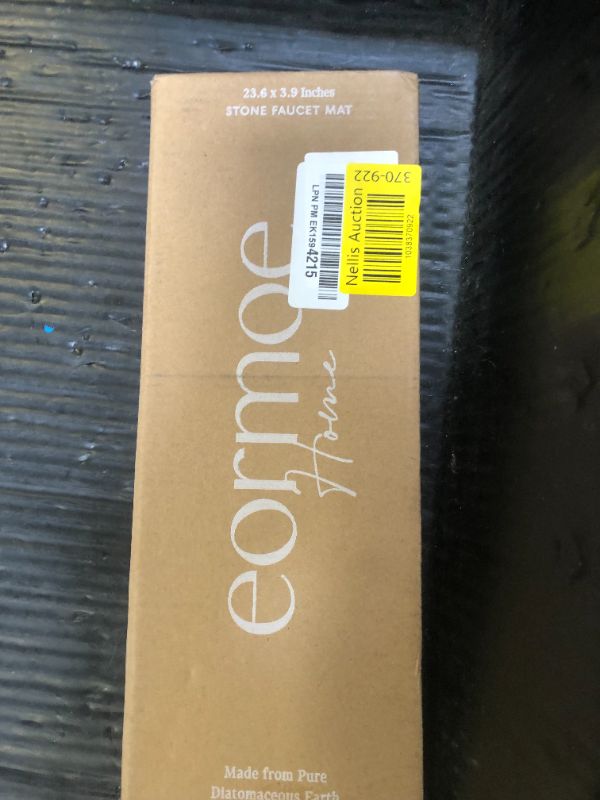 23.6 x 3.9 Inches
STONE FAUCET MAT
LPN PM EK1594215
Nellis Auction
370-922
1038370922
eormoe
Home
Made from Pure
Diatomaceous Earth